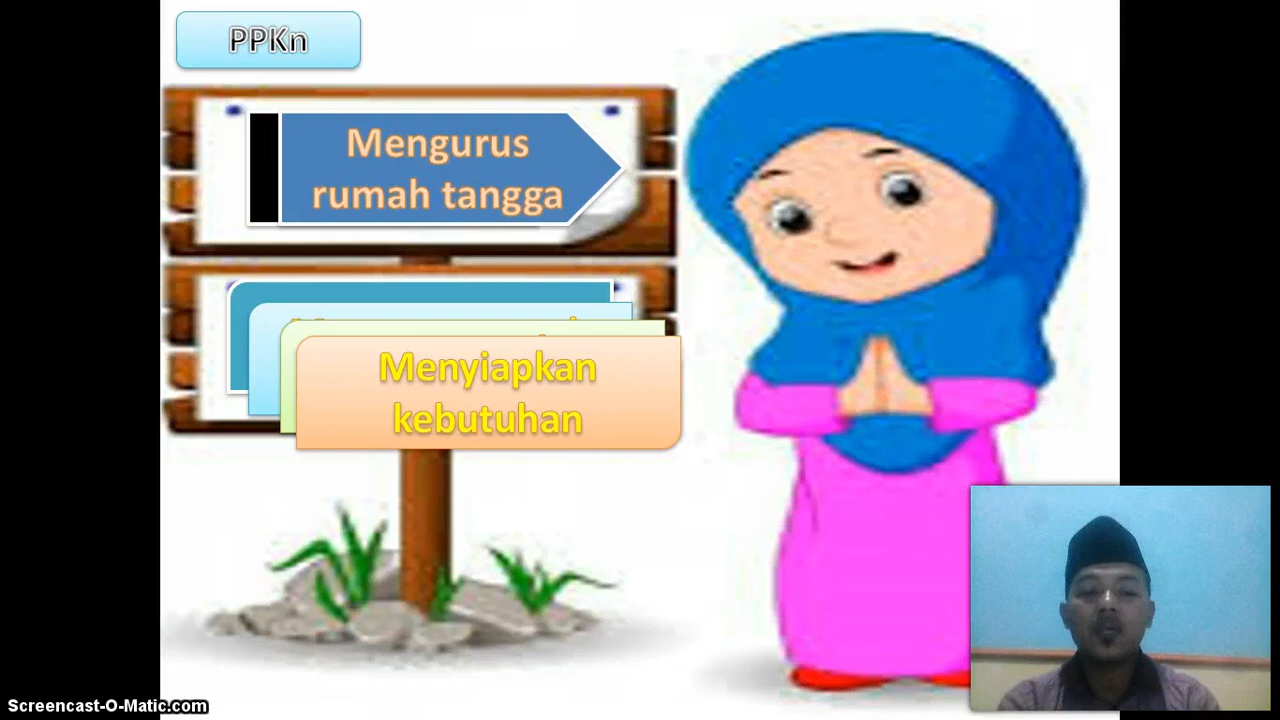 PPKn
Mengurus
rumah tangga
Menyiapkan
kebutuhan
Screencast-O-Matic.com